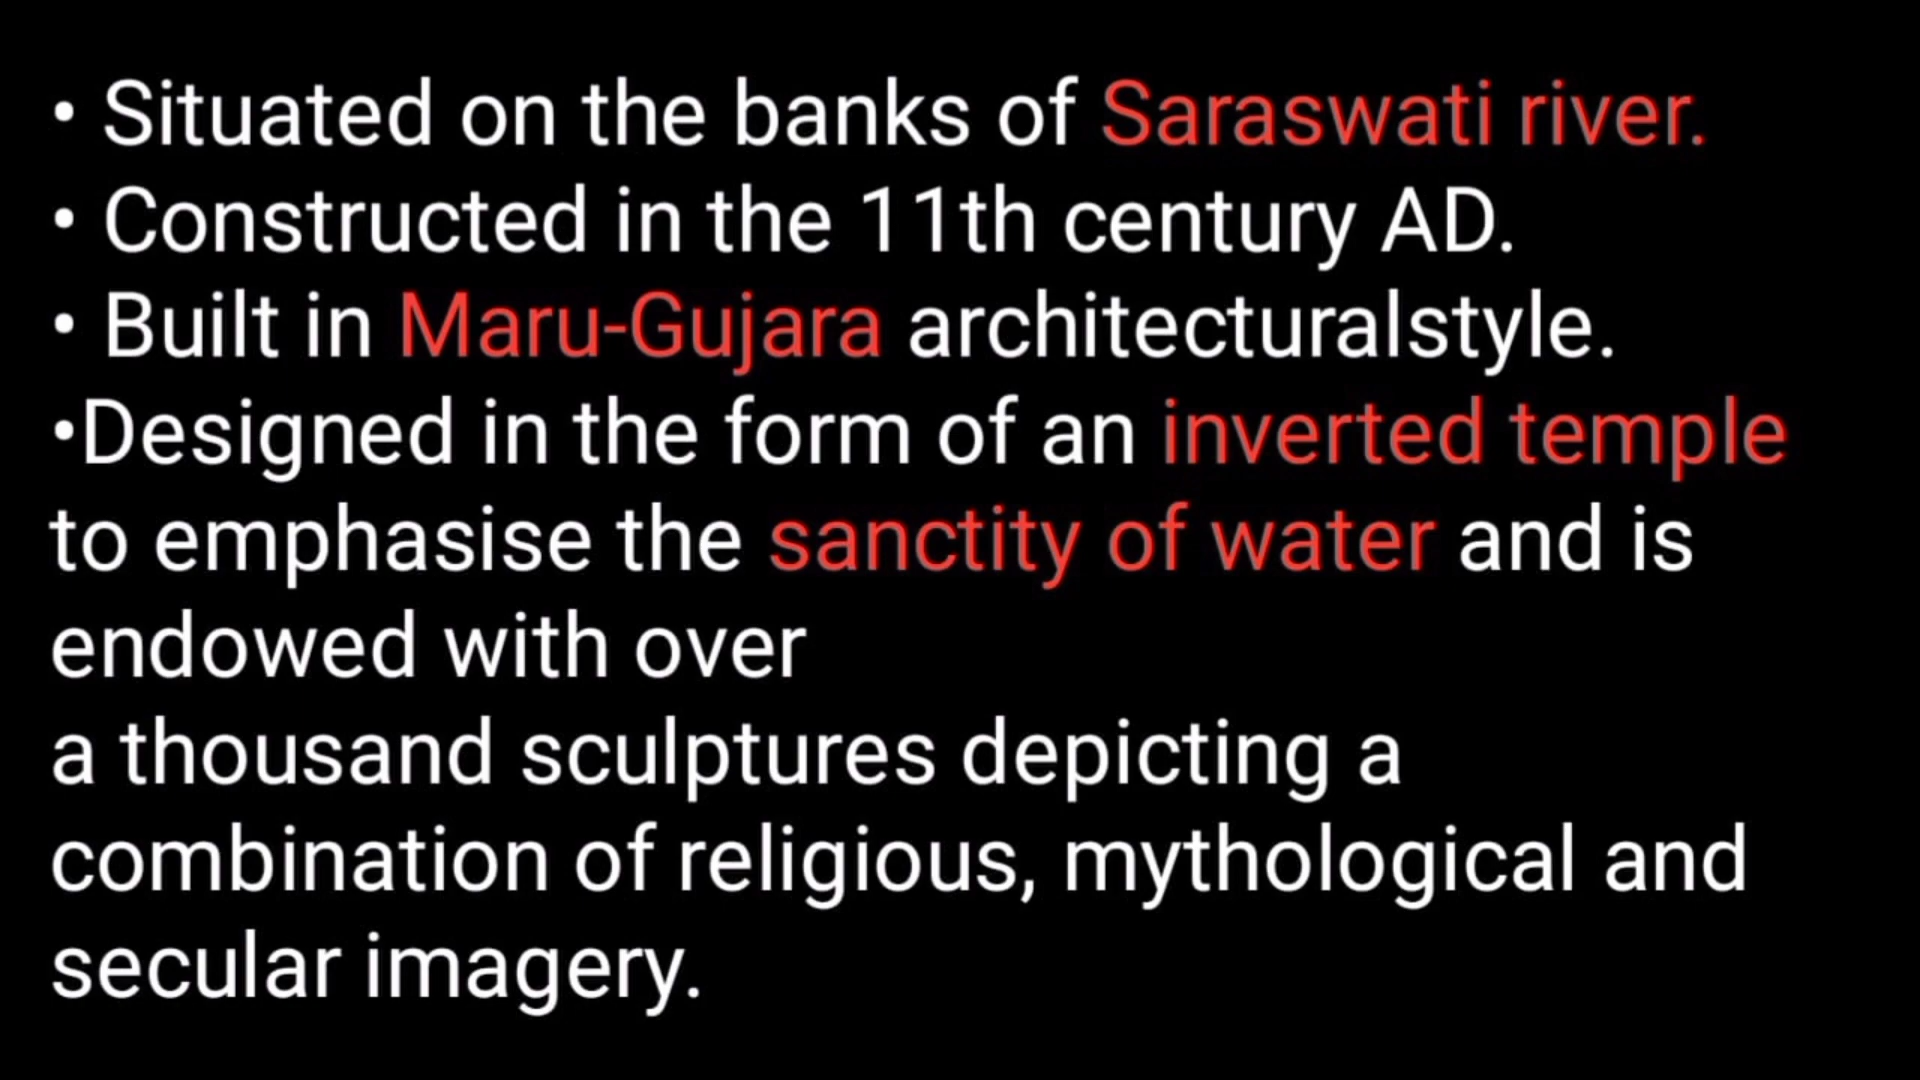 • Situated on the banks of Saraswati river.
• Constructed in the 11th century AD.
• Built in Maru-Gujara architecturalstyle.
•Designed in the form of an inverted temple
to emphasise the sanctity of water and is
endowed with over
a thousand sculptures depicting a
combination of religious, mythological and
secular imagery.